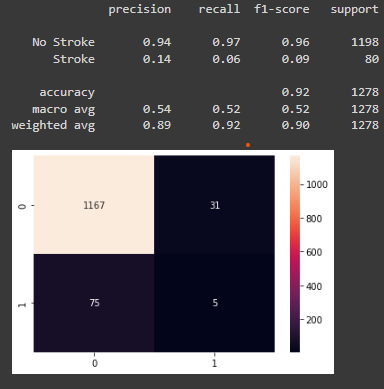 precision recall f1-score support
No Stroke 0.94 0.97 0.96 1198
Stroke 0.14 0.06 0.09 80
accuracy 0.92 1278
macro avg 0.54 0.52 0.52 1278
weighted avg 0.89 0.92 0.90 1278
0 1167 31
1 75 5
0 1
1000
800
600
400
200